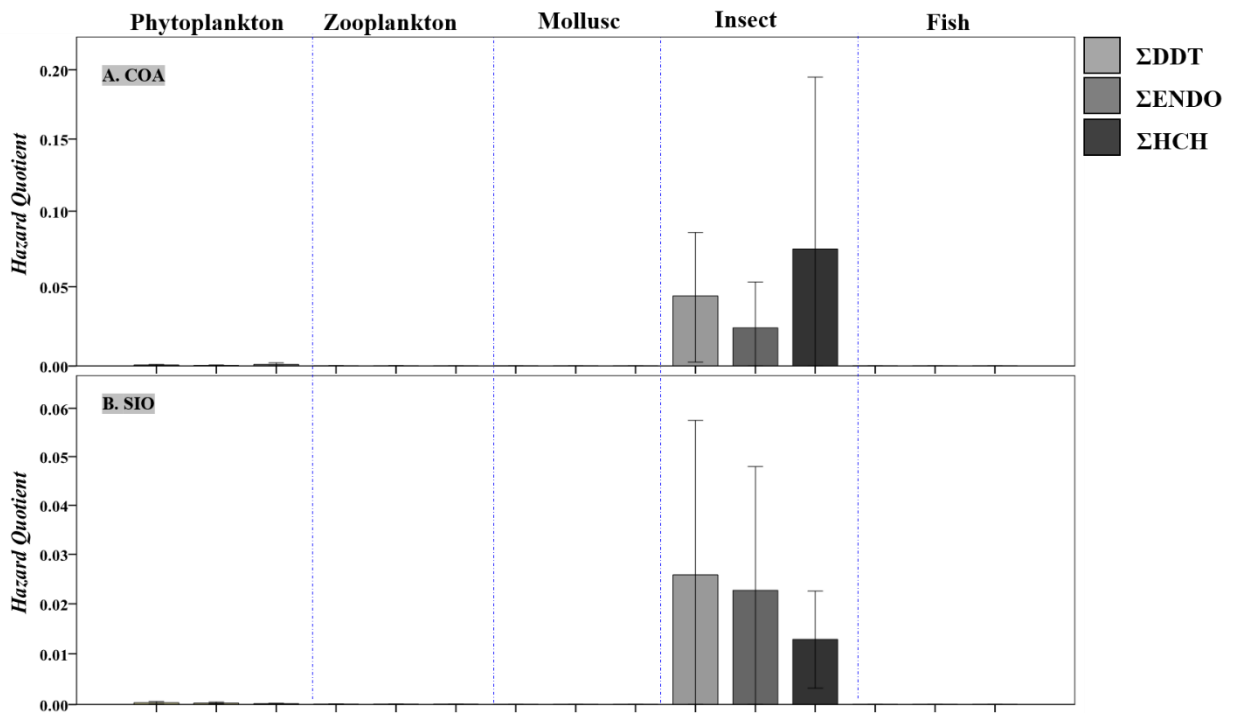 Phytoplankton Zooplankton Mollusc Insect Fish
A. COA
ΣDDT
ΣENDO
ΣHCH
Hazard Quotient
0.20
0.15
0.10
0.05
0.00
B. SIO
Hazard Quotient
0.06
0.05
0.04
0.03
0.02
0.01
0.00